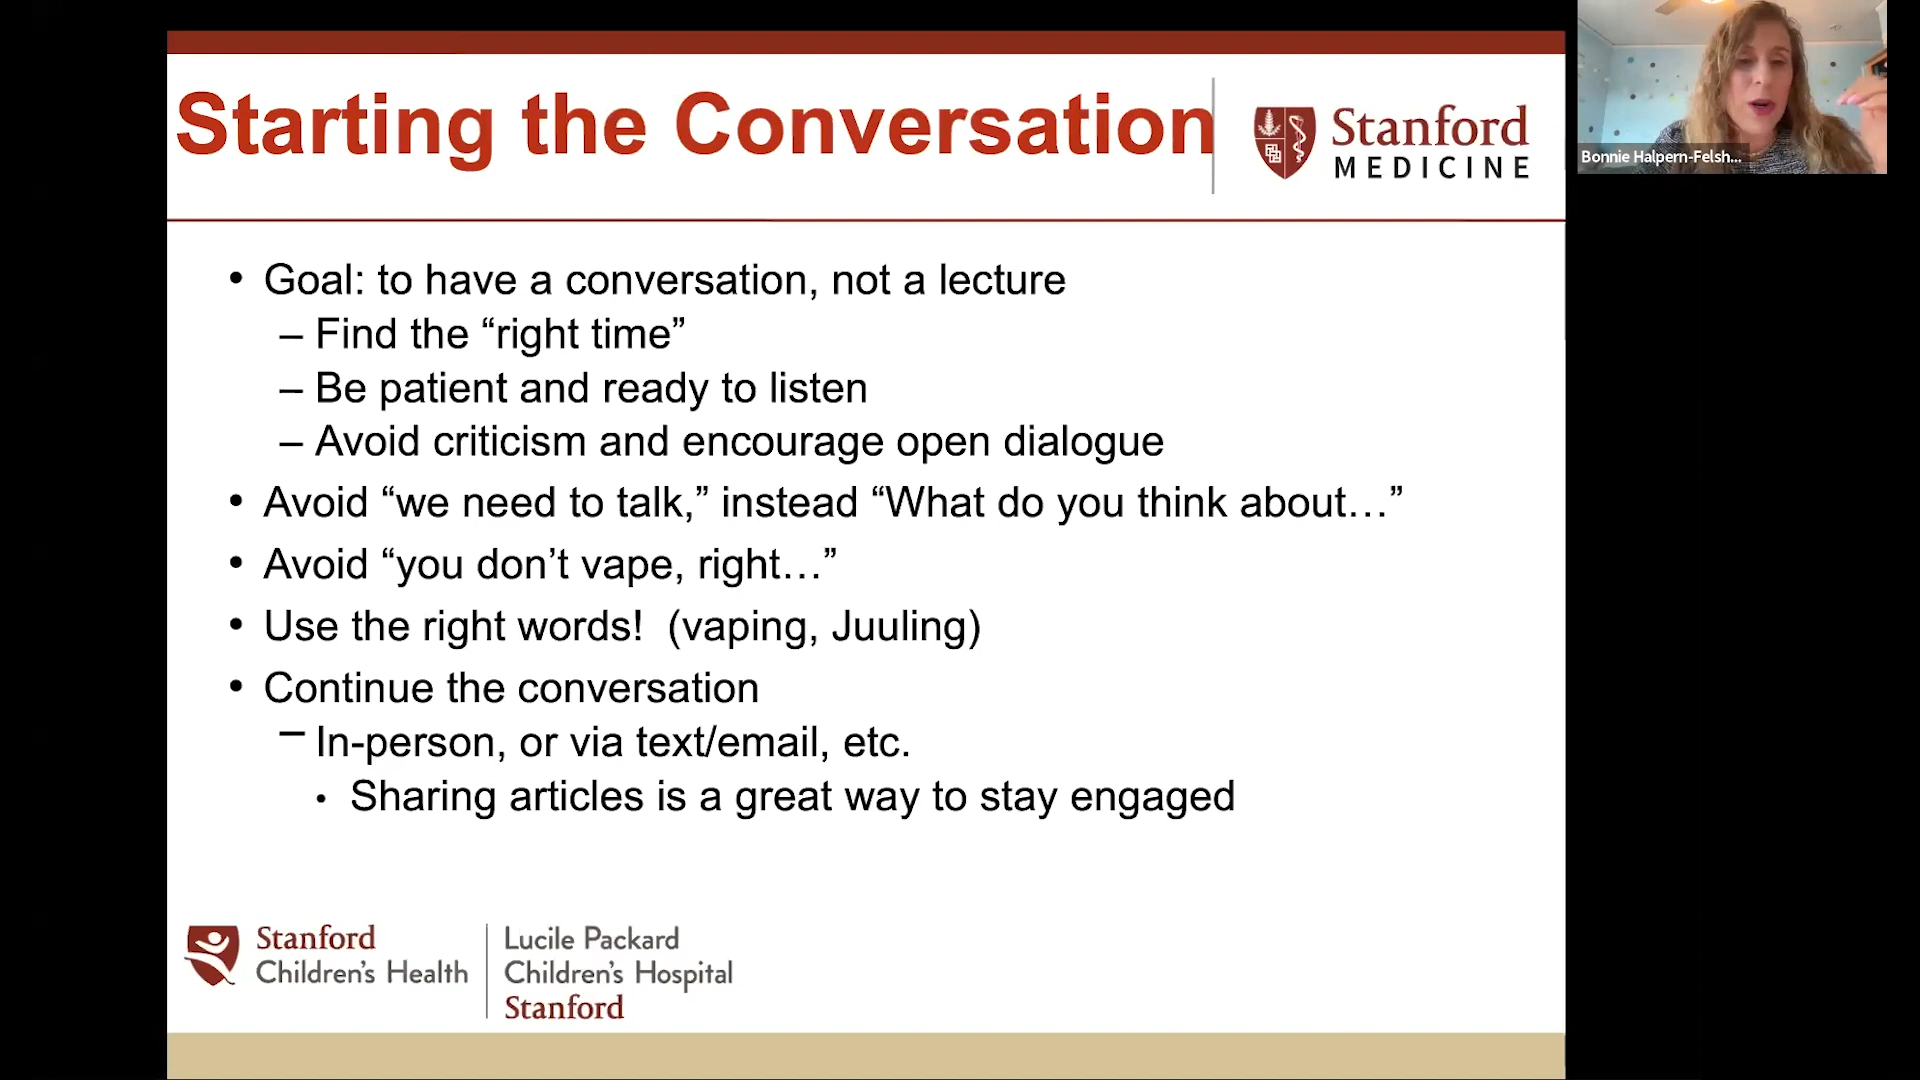 Starting the Conversation
Stanford
MEDICINE
Bonnie Halpern-Felsh...
• Goal: to have a conversation, not a lecture
– Find the “right time”
– Be patient and ready to listen
– Avoid criticism and encourage open dialogue
• Avoid “we need to talk,” instead “What do you think about…”
• Avoid “you don’t vape, right…”
• Use the right words!  (vaping, Juuling)
• Continue the conversation
– In-person, or via text/email, etc.
• Sharing articles is a great way to stay engaged
Stanford
Children’s Health
Lucile Packard
Children’s Hospital
Stanford